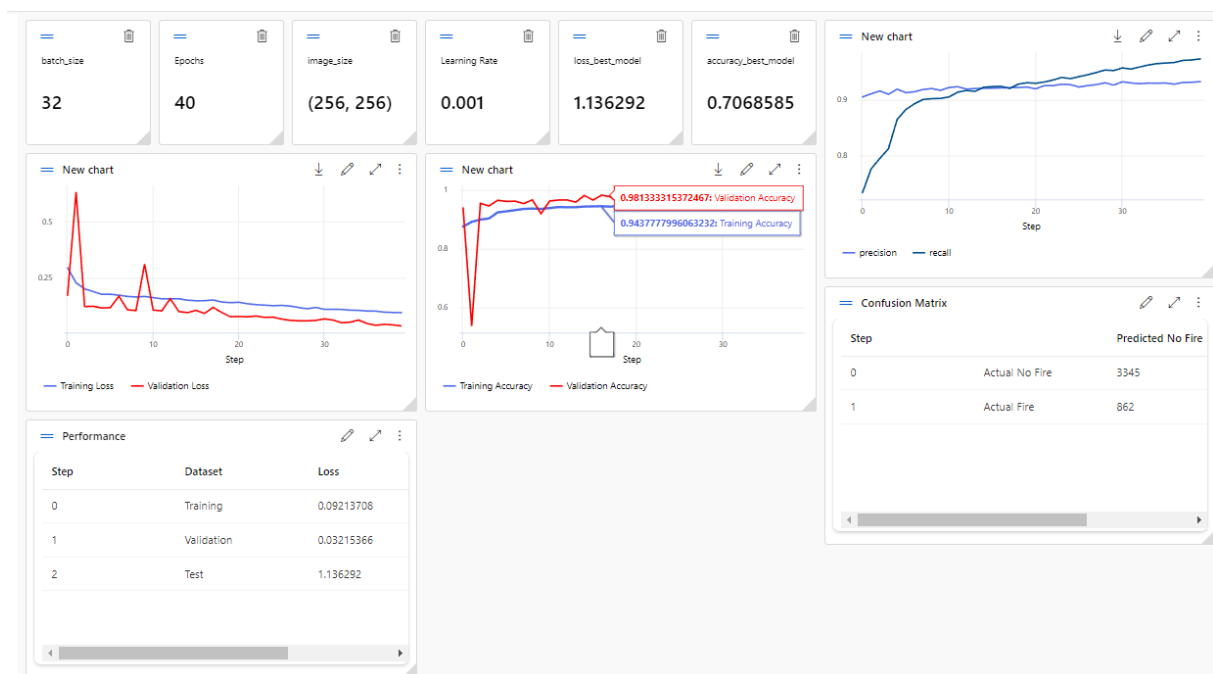 batch_size
32
Epochs
40
image_size
(256, 256)
Learning Rate
0.001
loss_best_model
1.136292
accuracy_best_model
0.7068585
New chart
0.9
0.8
0 10 20 30
Step
precision recall
New chart
0.5
0.25
0 10 20 30
Step
Training Loss Validation Loss
New chart
1
0.8
0.6
0.981333315372467: Validation Accuracy
0.9437777996063232: Training Accuracy
0 10 20 30
Step
Training Accuracy Validation Accuracy
Confusion Matrix
Step Predicted No Fire
0 Actual No Fire 3345
1 Actual Fire 862
Performance
Step Dataset Loss
0 Training 0.09213708
1 Validation 0.03215366
2 Test 1.136292